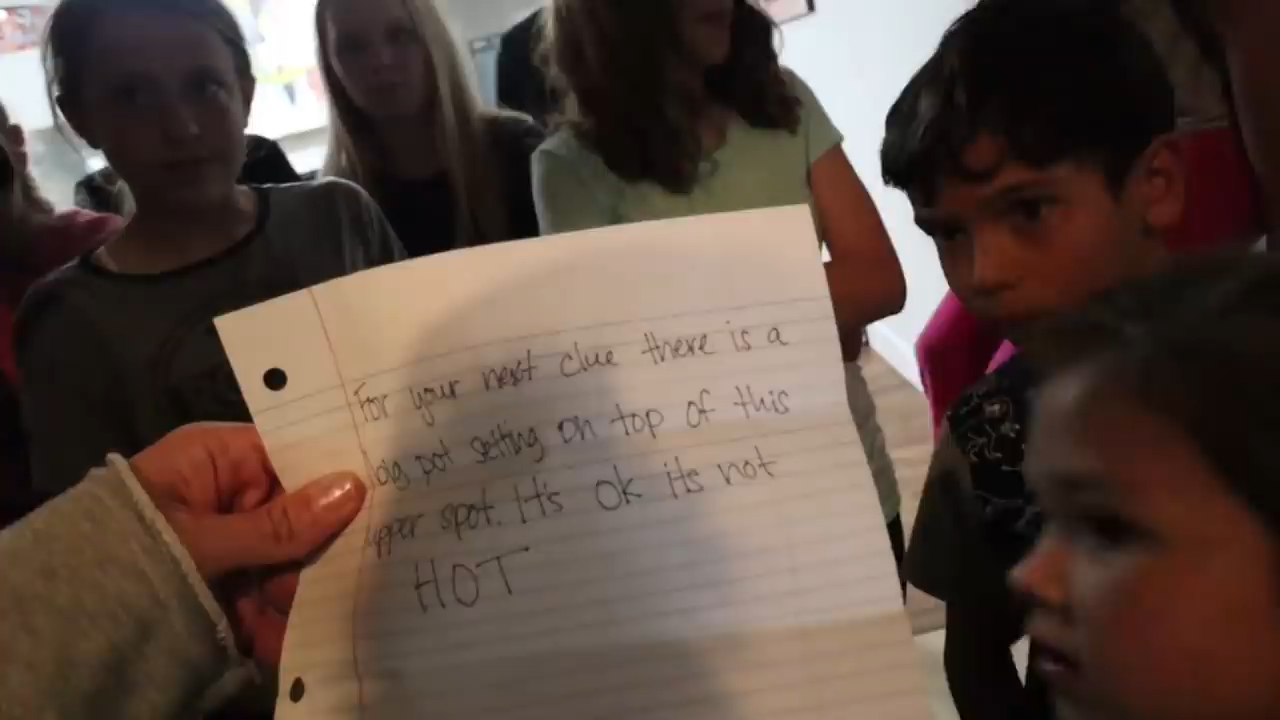 For your next clue there is a
big pot setting on top of this
upper spot. It's ok its not
HOT